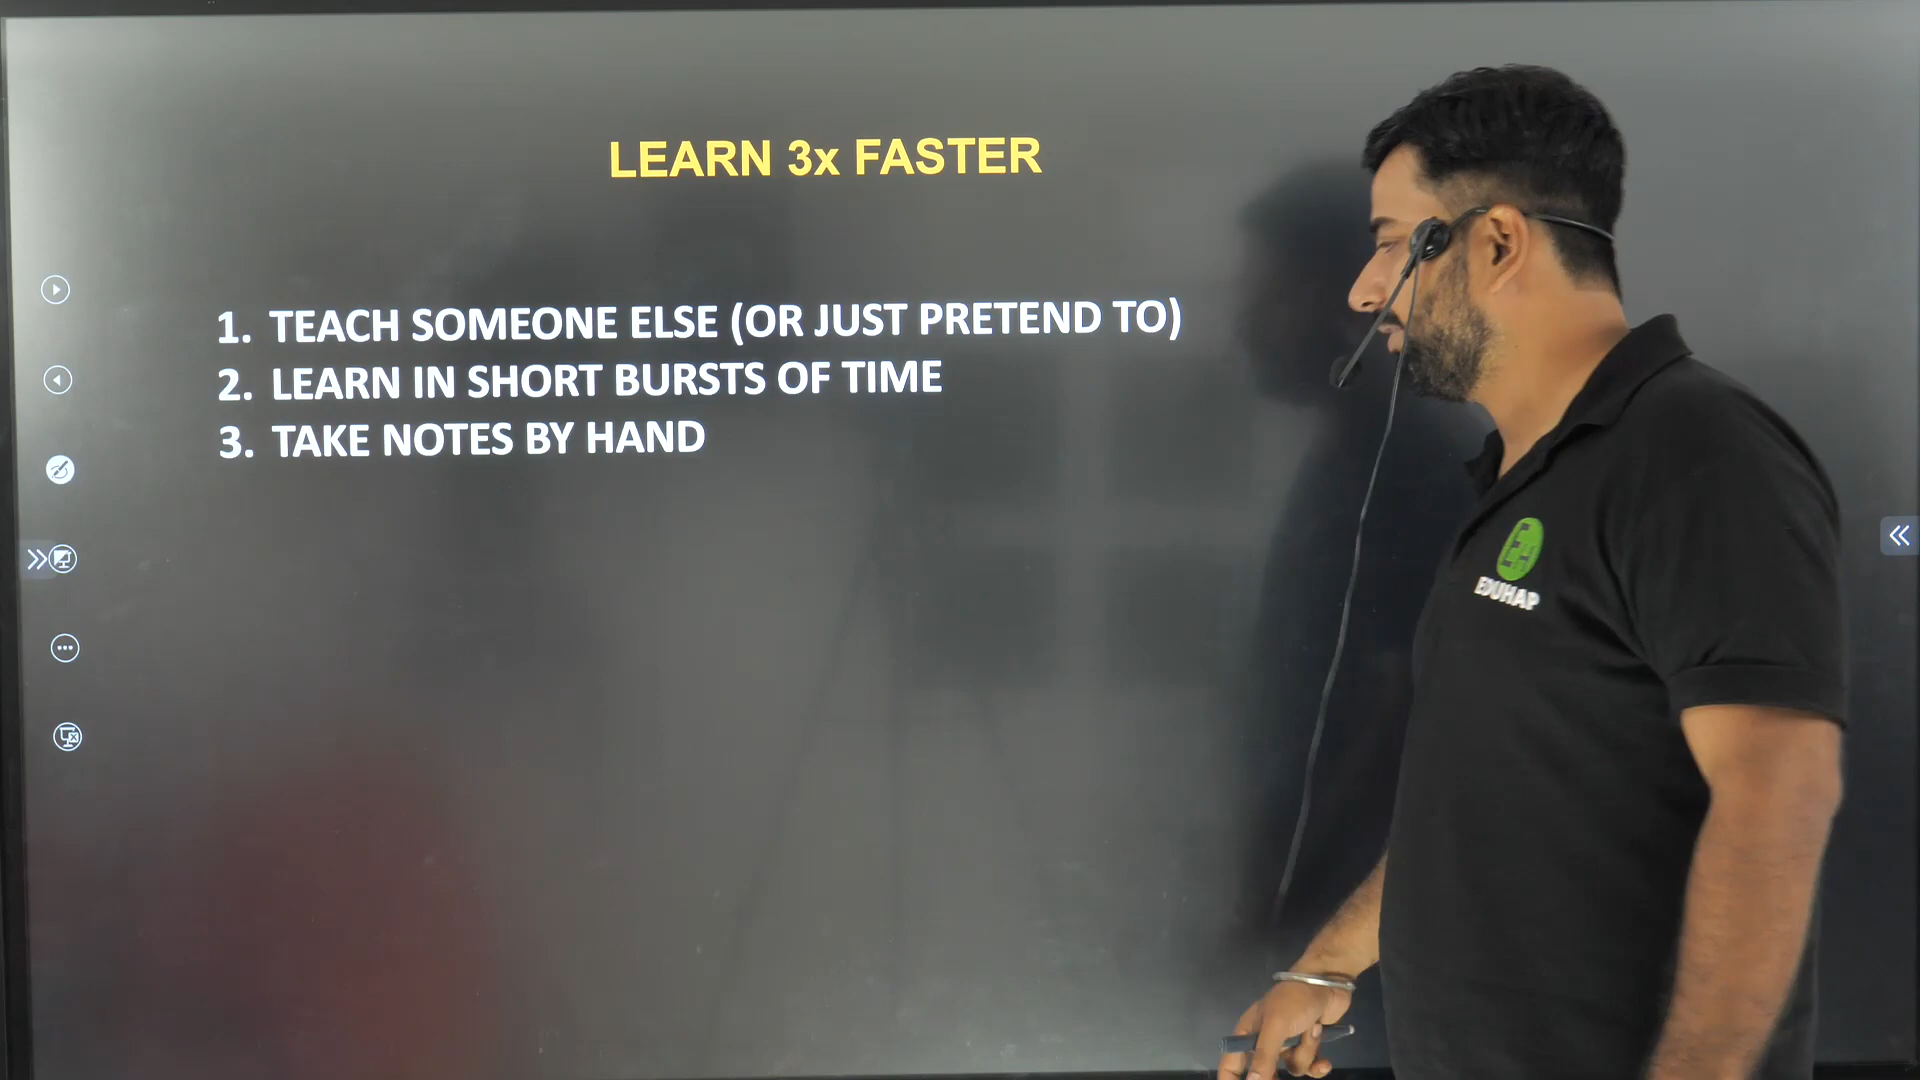 LEARN 3x FASTER
1. TEACH SOMEONE ELSE (OR JUST PRETEND TO)
2. LEARN IN SHORT BURSTS OF TIME
3. TAKE NOTES BY HAND
EH
EDUHAP